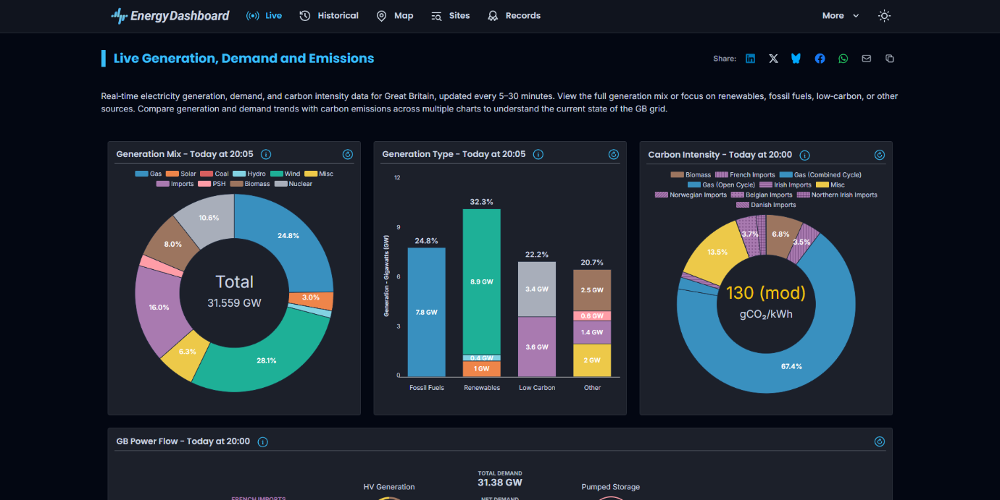 EnergyDashboard Live Historical Map Sites Records More
Live Generation, Demand and Emissions
Share:
Real-time electricity generation, demand, and carbon intensity data for Great Britain, updated every 5–30 minutes. View the full generation mix or focus on renewables, fossil fuels, low-carbon, or other
sources. Compare generation and demand trends with carbon emissions across multiple charts to understand the current state of the GB grid.
Generation Mix - Today at 20:05
Gas Solar Coal Hydro Wind Misc
Imports PSH Biomass Nuclear
10.6%
24.8%
8.0%
3.0%
16.0%
6.3%
28.1%
Total
31.559 GW
Generation Type - Today at 20:05
Generation - Gigawatts (GW)
12
9
6
3
0
24.8%
7.8 GW
Fossil Fuels
32.3%
8.9 GW
0.4 GW
1 GW
Renewables
22.2%
3.4 GW
3.6 GW
Low Carbon
20.7%
2.5 GW
0.6 GW
1.4 GW
2 GW
Other
Carbon Intensity - Today at 20:00
Biomass French Imports Gas (Combined Cycle)
Gas (Open Cycle) Irish Imports Misc
Norwegian Imports Belgian Imports Northern Irish Imports
Danish Imports
3.7%
6.8%
3.5%
13.5%
67.4%
130 (mod)
gCO₂/kWh
GB Power Flow - Today at 20:00
TOTAL DEMAND
31.38 GW
HV Generation
Pumped Storage
FRENCH IMPORTS
NET DEMAND